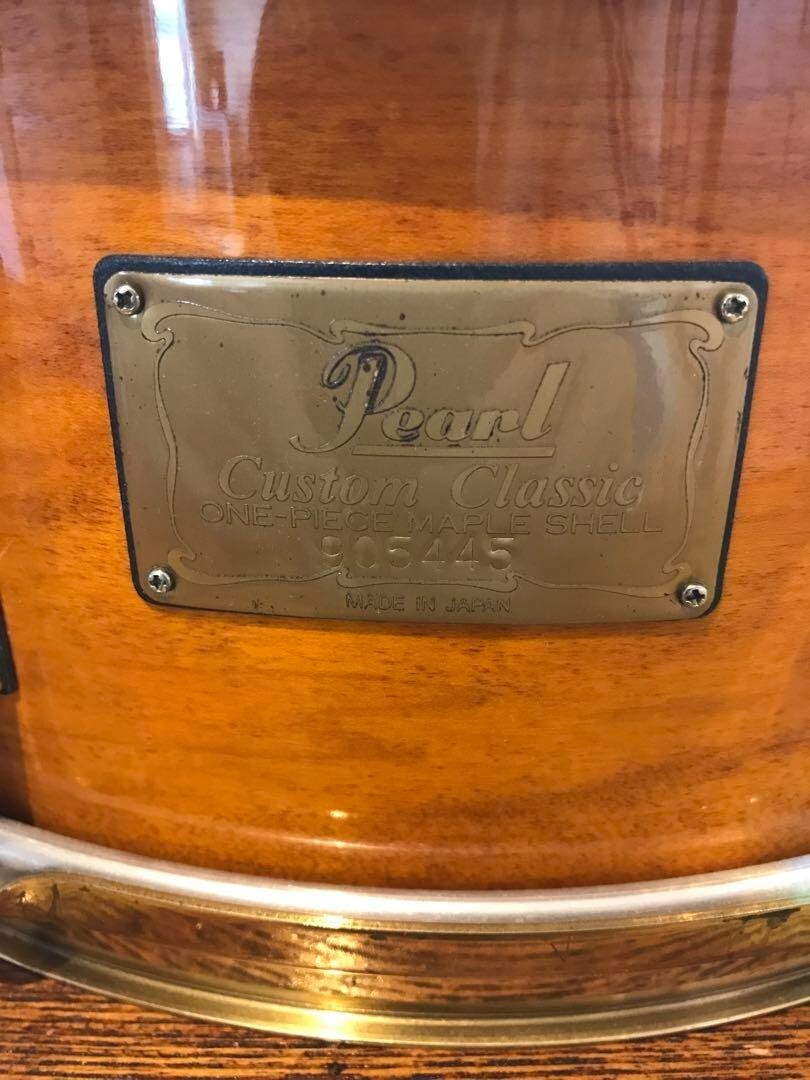 Pearl
Custom Classic
ONE-PIECE MAPLE SHELL
905445
MADE IN JAPAN